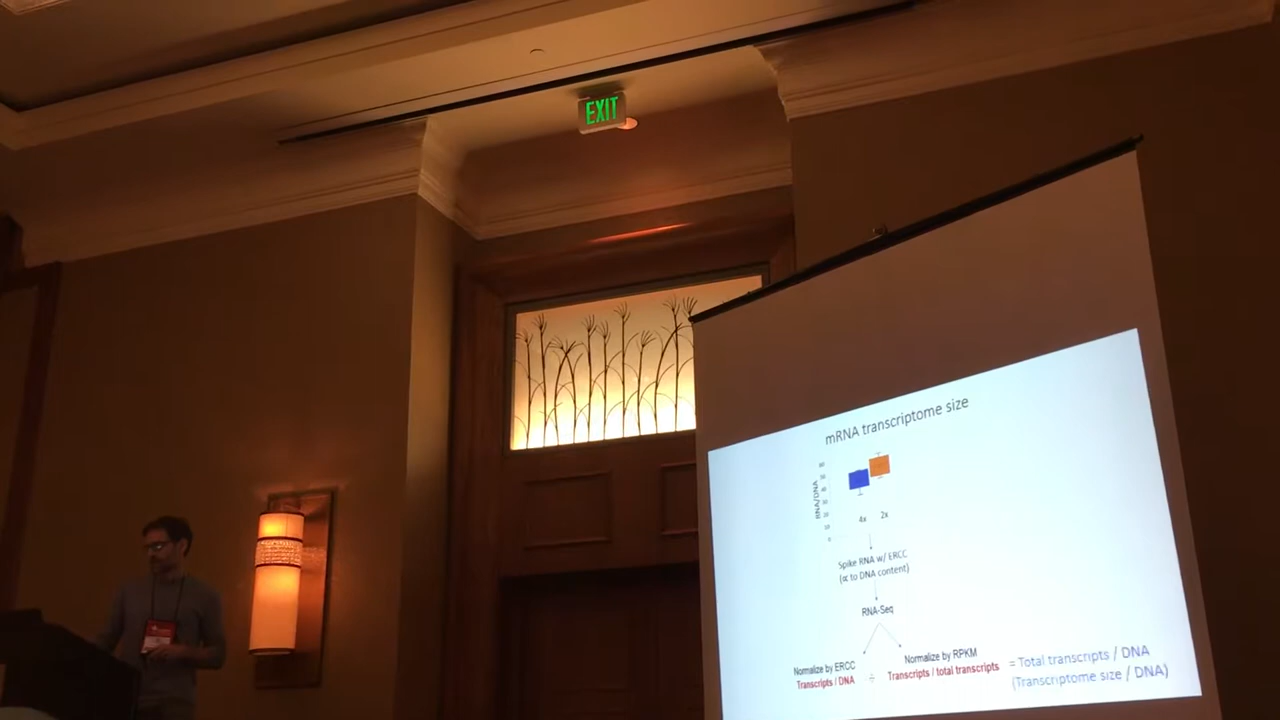 EXIT
mRNA transcriptome size
RNA/DNA
4x 2x
Spike RNA w/ ERCC
(∝ to DNA content)
RNA-Seq
Normalize by ERCC
Transcripts / DNA
÷
Normalize by RPKM
Transcripts / total transcripts
= Total transcripts / DNA
(Transcriptome size / DNA)